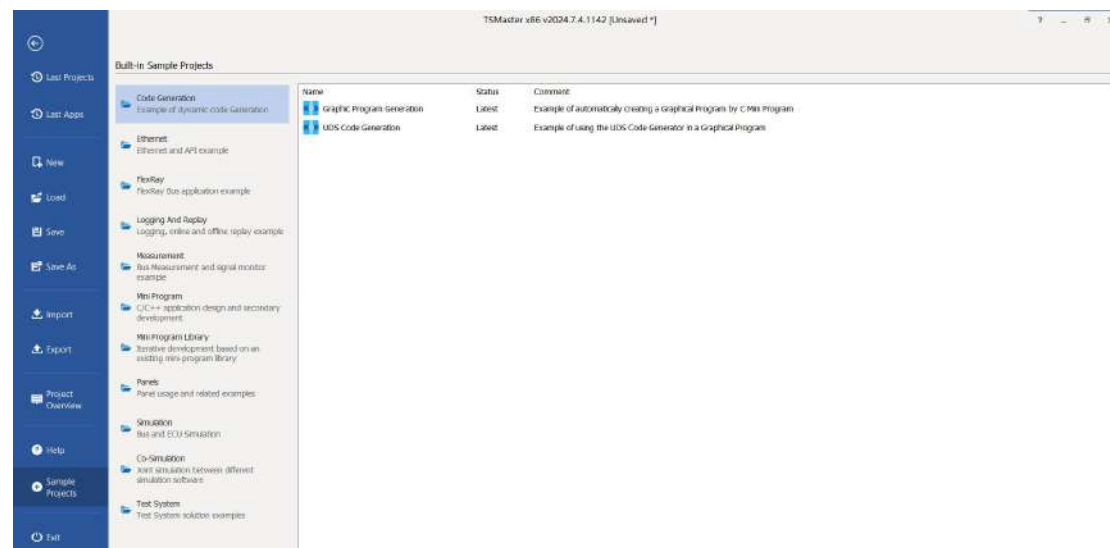 TSMaster x86 v2024.7.4.1142 [Unsaved *]
? –
Last Projects
Last Apps
New
Load
Save
Save As
Import
Export
Project
Overview
Help
Sample
Projects
Exit
Built-in Sample Projects
Code Generation
Example of dynamic code Generation
Ethernet
Ethernet and API example
FlexRay
FlexRay Bus application example
Logging And Replay
Logging, online and offline replay example
Measurement
Bus Measurement and signal monitor
example
Mini Program
C/C++ application design and secondary
development
Mini Program Library
Iterative development based on an
existing mini program library
Panels
Panel usage and related examples
Simulation
Bus and ECU Simulation
Co-Simulation
Joint simulation between different
simulation software
Test System
Test System solution examples
Name Status Comment
Graphic Program Generation Latest Example of automatically creating a Graphical Program by C Mini Program
UDS Code Generation Latest Example of using the UDS Code Generator in a Graphical Program